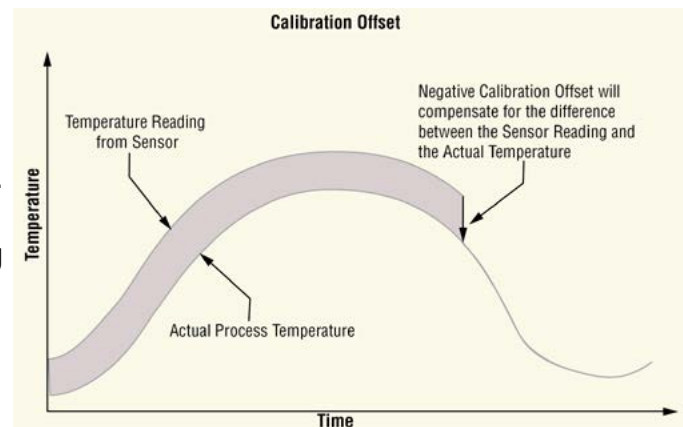 Calibration Offset
Negative Calibration Offset will
compensate for the difference
between the Sensor Reading and
the Actual Temperature
Temperature Reading
from Sensor
Temperature
Actual Process Temperature
Time